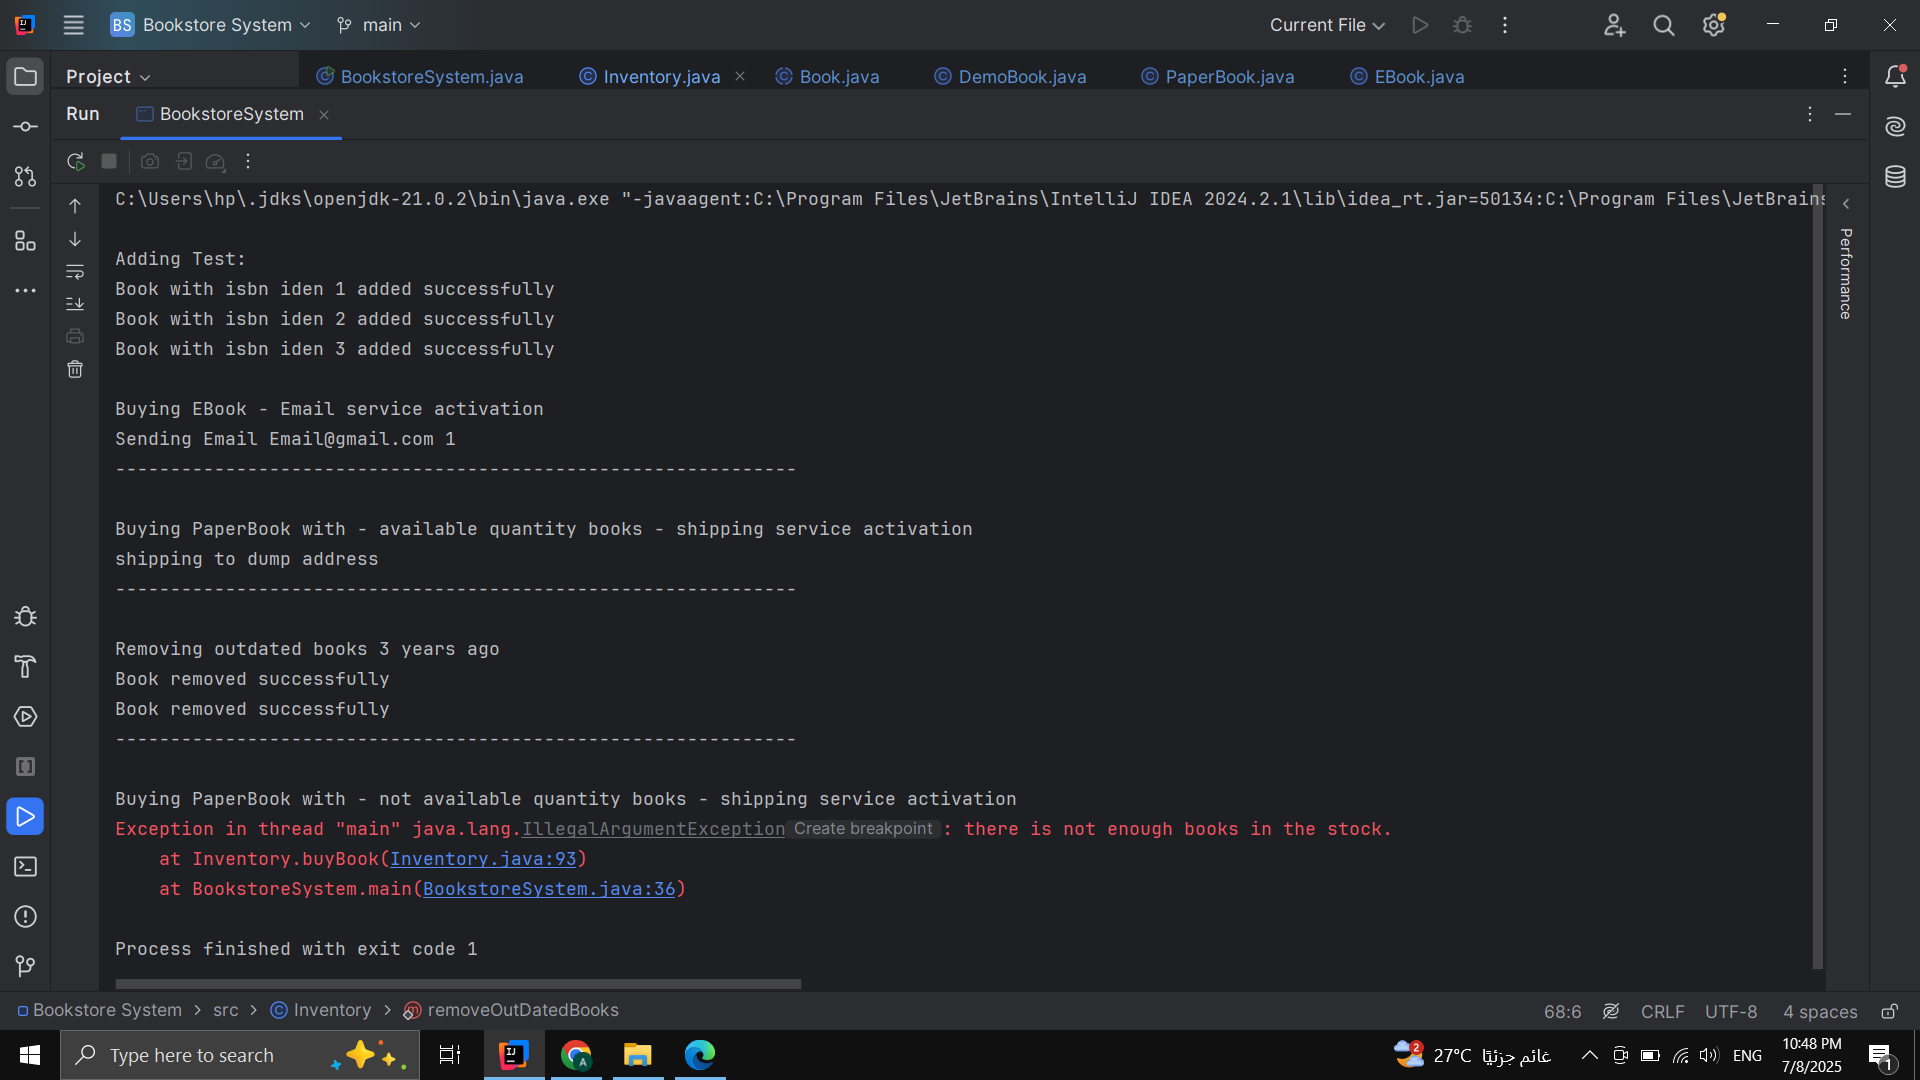 BS Bookstore System main Current File
Project BookstoreSystem.java Inventory.java Book.java DemoBook.java PaperBook.java EBook.java
Run BookstoreSystem
C:\Users\hp\.jdks\openjdk-21.0.2\bin\java.exe "-javaagent:C:\Program Files\JetBrains\IntelliJ IDEA 2024.2.1\lib\idea_rt.jar=50134:C:\Program Files\JetBrains
Performance
Adding Test:
Book with isbn iden 1 added successfully
Book with isbn iden 2 added successfully
Book with isbn iden 3 added successfully
Buying EBook - Email service activation
Sending Email Email@gmail.com 1
--------------------------------------------------------------
Buying PaperBook with - available quantity books - shipping service activation
shipping to dump address
--------------------------------------------------------------
Removing outdated books 3 years ago
Book removed successfully
Book removed successfully
--------------------------------------------------------------
Buying PaperBook with - not available quantity books - shipping service activation
Exception in thread "main" java.lang.IllegalArgumentException Create breakpoint : there is not enough books in the stock.
at Inventory.buyBook(Inventory.java:93)
at BookstoreSystem.main(BookstoreSystem.java:36)
Process finished with exit code 1
Bookstore System > src > Inventory > removeOutDatedBooks 68:6 CRLF UTF-8 4 spaces
Type here to search 2 27°C غائم جزئيًا ENG 10:48 PM
7/8/2025 1